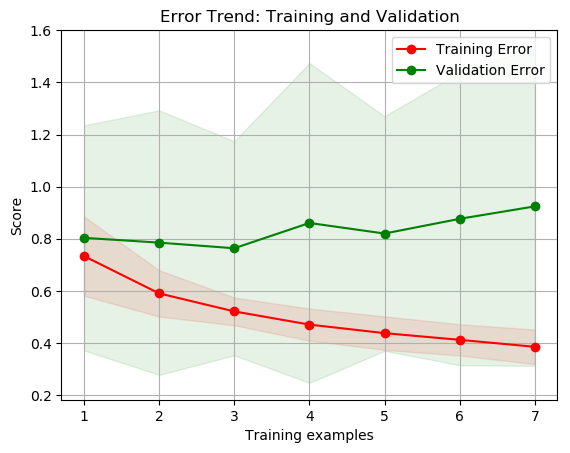 Error Trend: Training and Validation
Training Error
Validation Error
1.6
1.4
1.2
1.0
0.8
0.6
0.4
0.2
Score
1 2 3 4 5 6 7
Training examples